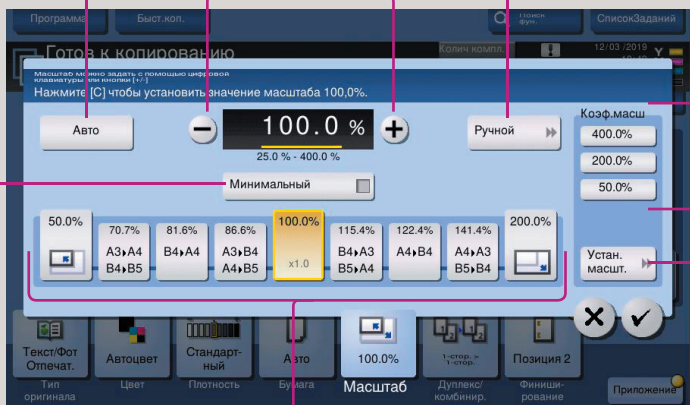 Программа
Быст.коп.
Поиск
фун.
СписокЗаданий
Готов к копированию
Колич компл.
12/03 /2019
Y
Масштаб можно задать с помощью цифровой
клавиатуры или кнопки [+/-]
Нажмите [C] чтобы установить значение масштаба 100,0%.
Авто
100.0 %
25.0 % - 400.0 %
Ручной
Минимальный
Коэф.масш
400.0%
200.0%
50.0%
Устан.
масшт.
50.0%
70.7%
A3▸A4
B4▸B5
81.6%
B4▸A4
86.6%
A3▸B4
A4▸B5
100.0%
x1.0
115.4%
B4▸A3
B5▸A4
122.4%
A4▸B4
141.4%
A4▸A3
B5▸B4
200.0%
Текст/Фот
Отпечат.
Автоцвет
Стандарт-
ный
Авто
100.0%
1-стор. >
1-стор.
Позиция 2
Тип
оригинала
Цвет
Плотность
Бумага
Масштаб
Дуплекс/
комбинир.
Финиши-
рование
Приложение